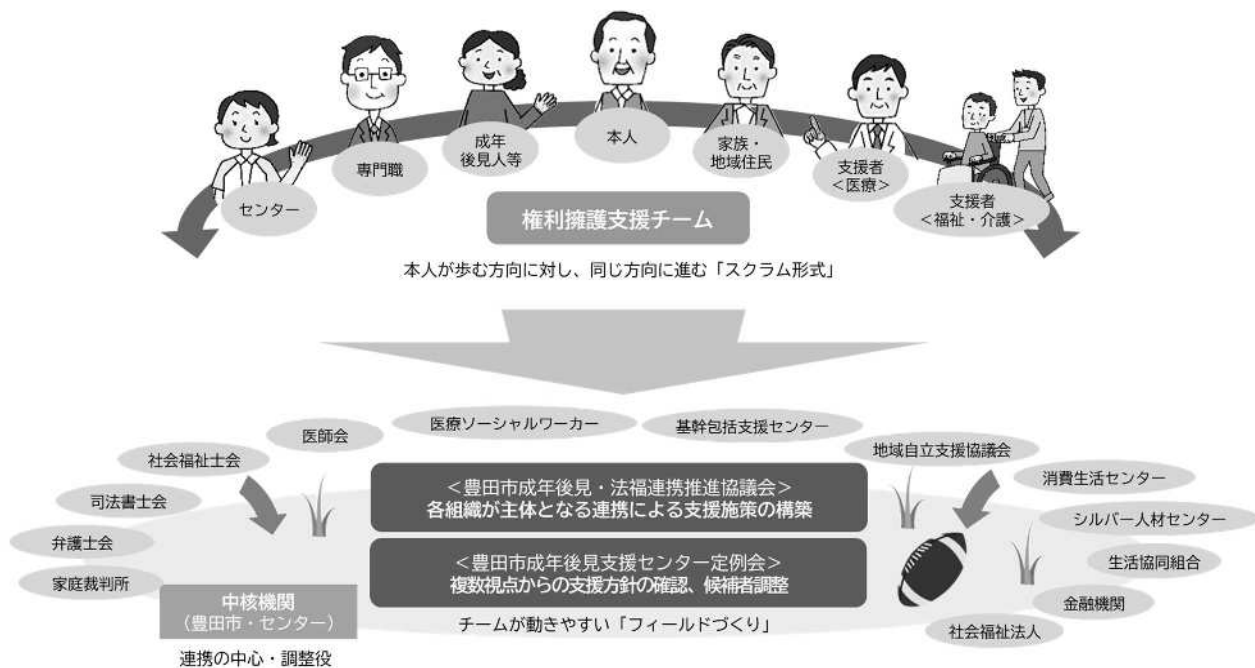 センター
専門職
成年
後見人等
本人
家族・
地域住民
支援者
<医療>
支援者
<福祉・介護>
権利擁護支援チーム
本人が歩む方向に対し、同じ方向に進む「スクラム形式」
医療ソーシャルワーカー
基幹包括支援センター
医師会
社会福祉士会
司法書士会
弁護士会
家庭裁判所
地域自立支援協議会
消費生活センター
シルバー人材センター
生活協同組合
金融機関
社会福祉法人
<豊田市成年後見・法福連携推進協議会>
各組織が主体となる連携による支援施策の構築
<豊田市成年後見支援センター定例会>
複数視点からの支援方針の確認、候補者調整
中核機関
（豊田市・センター）
連携の中心・調整役
チームが動きやすい「フィールドづくり」